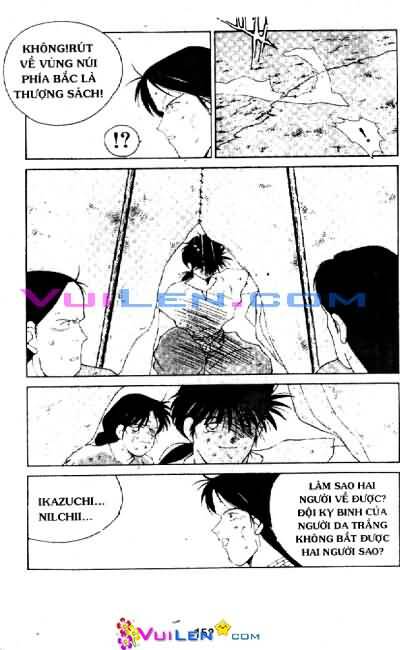 KHÔNG!RÚT
VỀ VÙNG NÚI
PHÍA BẮC LÀ
THƯỢNG SÁCH!
!?
!
VUILEN.COM
IKAZUCHI...
NILCHII...
LÀM SAO HAI
NGƯỜI VỀ ĐƯỢC?
ĐỘI KỴ BINH CỦA
NGƯỜI DA TRẮNG
KHÔNG BẮT ĐƯỢC
HAI NGƯỜI SAO?
152
VUILEN.COM